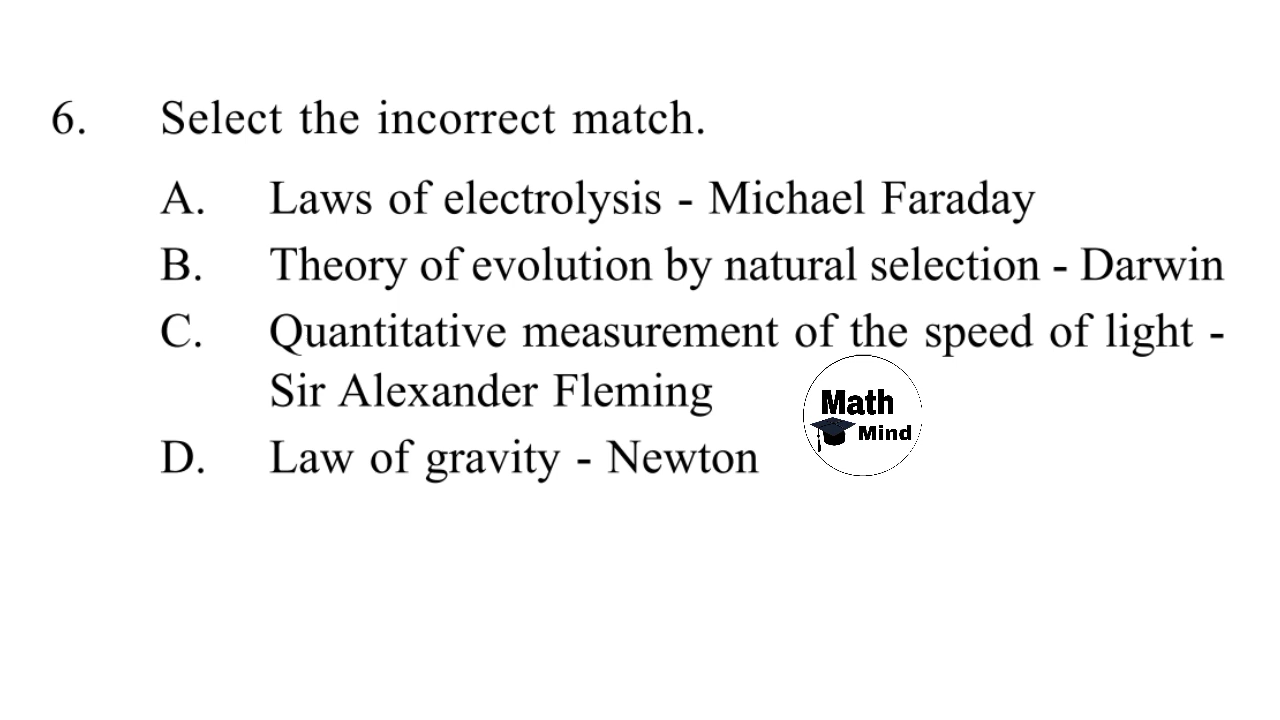 6. Select the incorrect match.
A. Laws of electrolysis - Michael Faraday
B. Theory of evolution by natural selection - Darwin
C. Quantitative measurement of the speed of light -
Sir Alexander Fleming
D. Law of gravity - Newton
Math
Mind